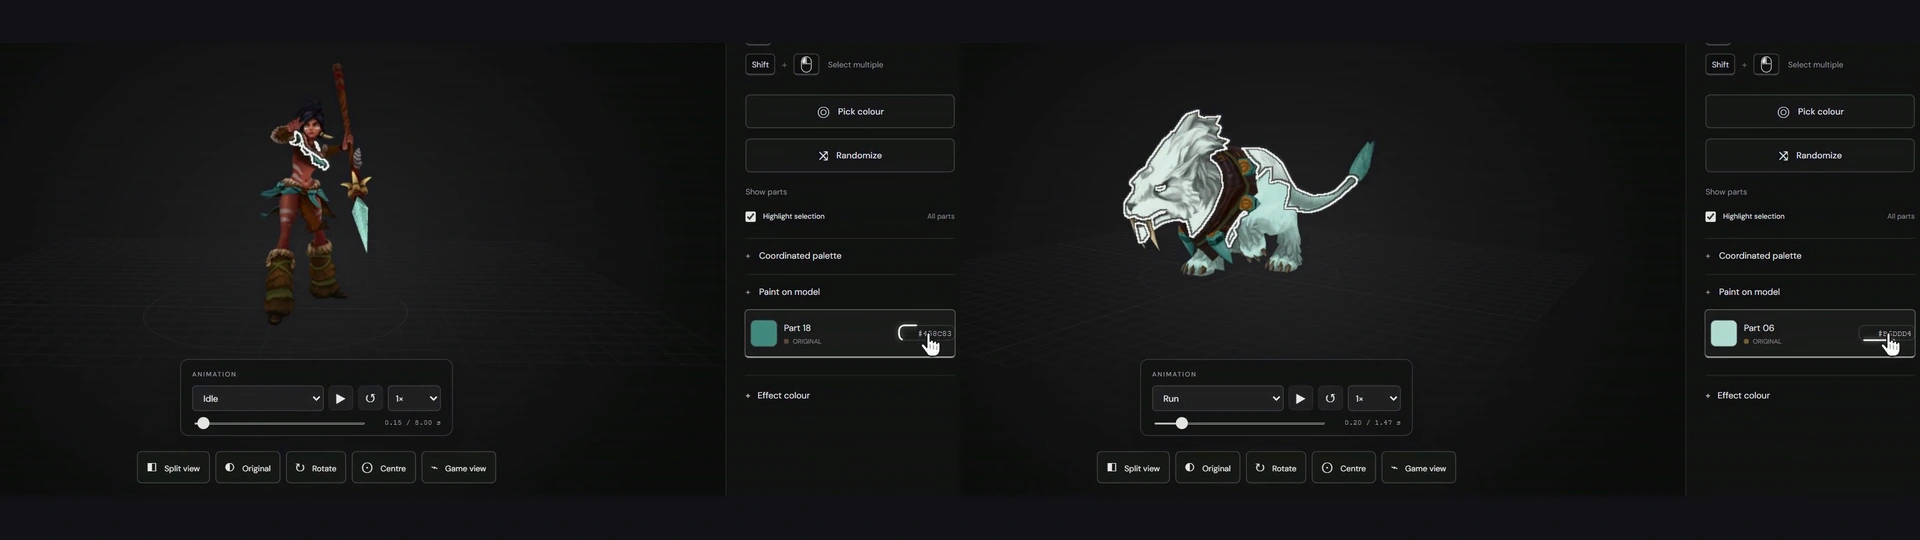 Shift + Select multiple
Pick colour
Randomize
Show parts
Highlight selection All parts
+ Coordinated palette
+ Paint on model
Part 18
ORIGINAL
+ Effect colour
ANIMATION
Idle 1×
0.15 / 8.00 s
Split view Original Rotate Centre Game view
Shift + Select multiple
Pick colour
Randomize
Show parts
Highlight selection All parts
+ Coordinated palette
+ Paint on model
Part 06
ORIGINAL
+ Effect colour
ANIMATION
Run 1×
0.20 / 1.47 s
Split view Original Rotate Centre Game view